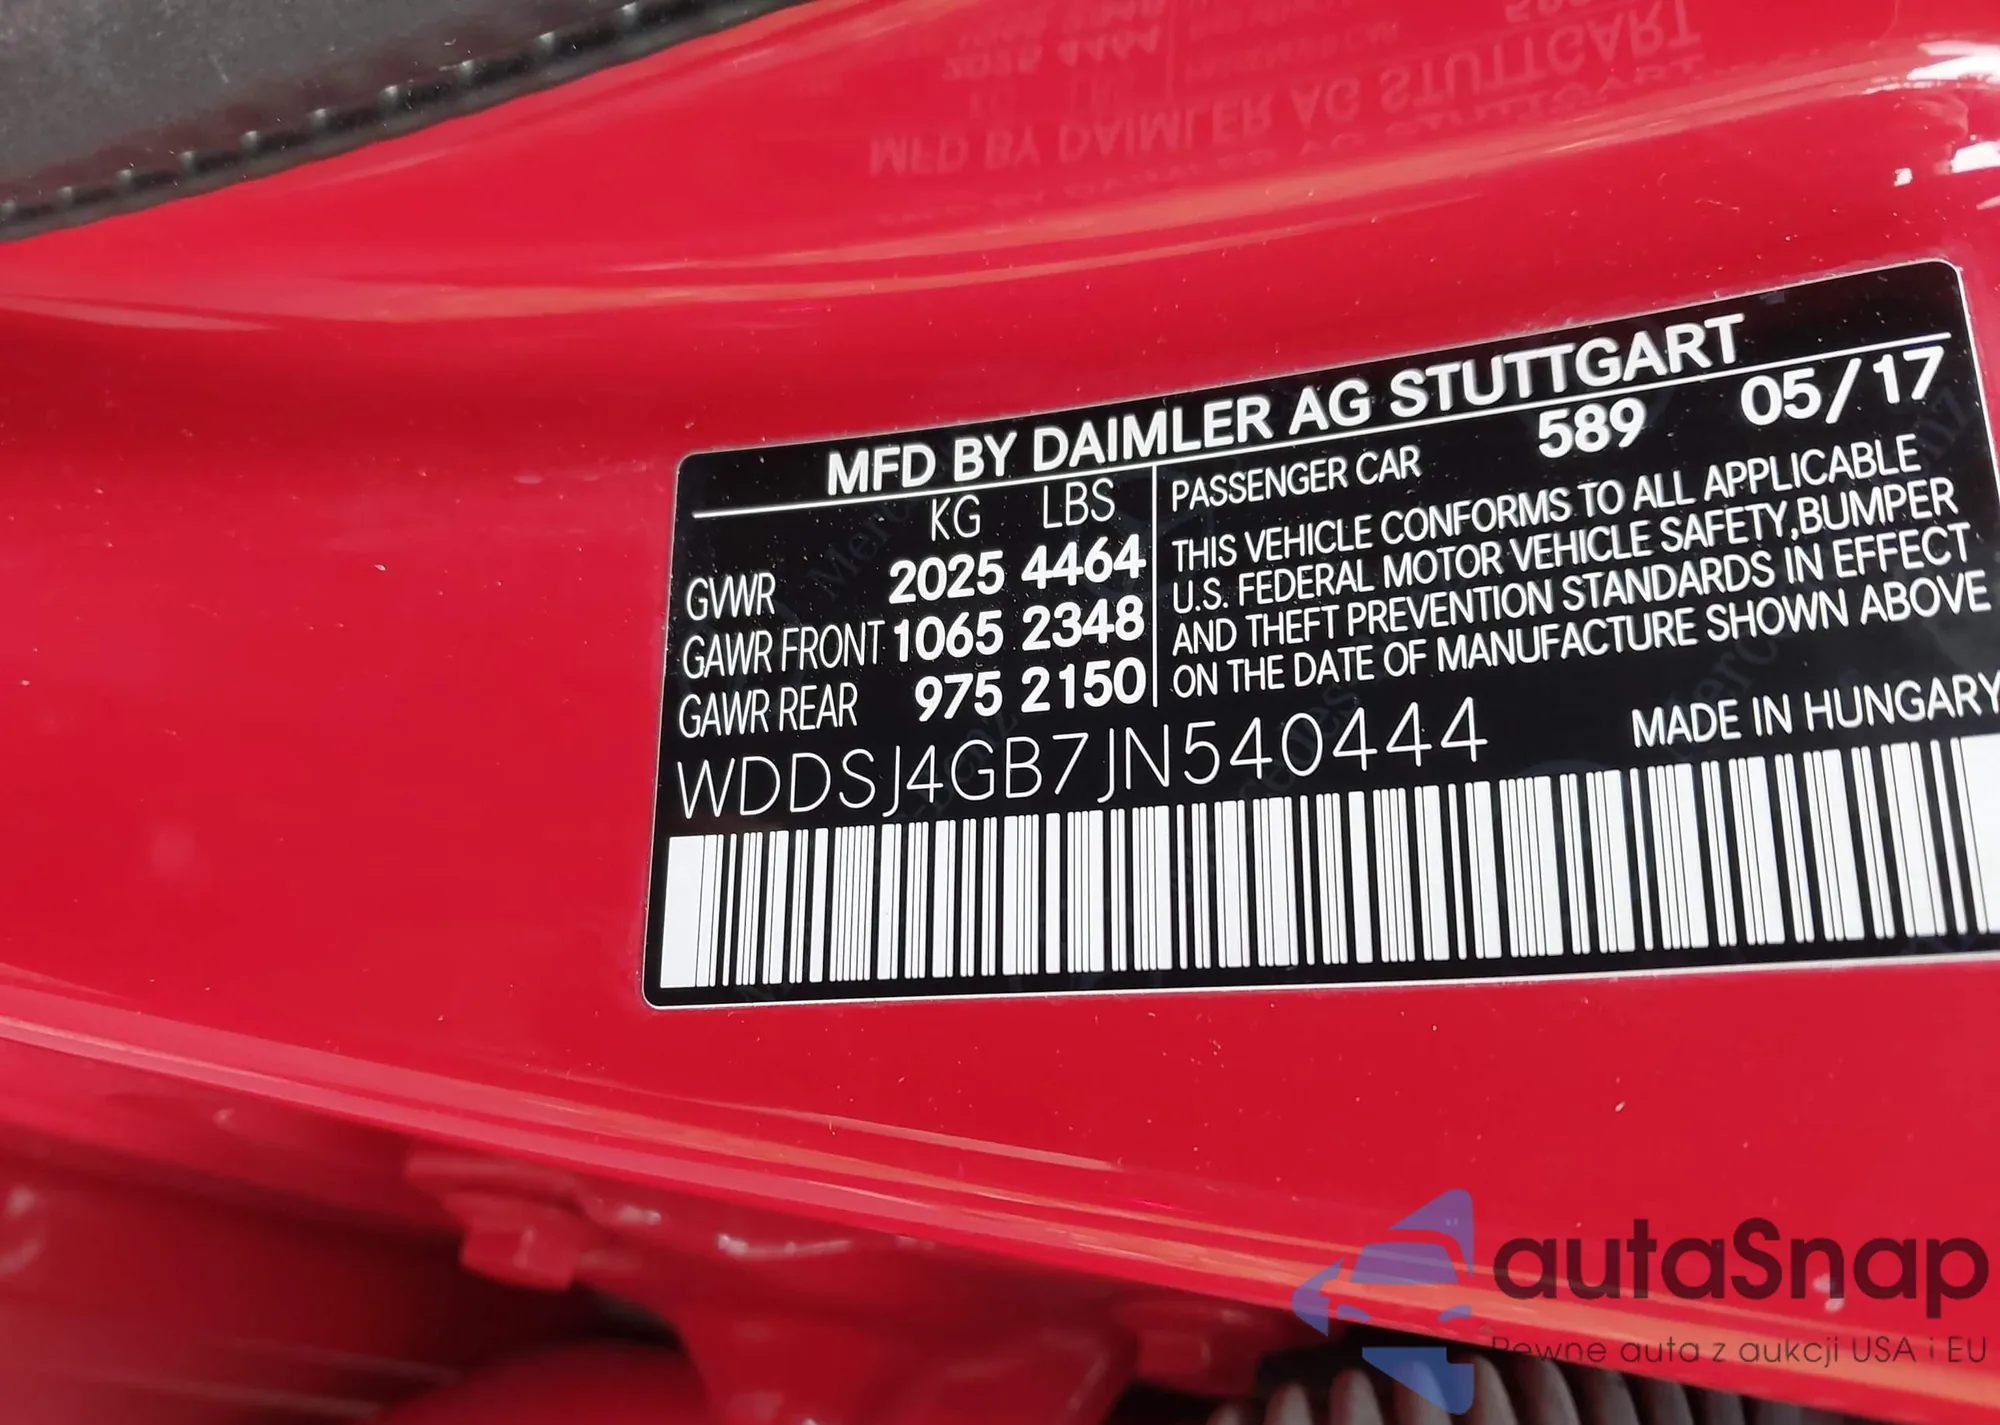 MFD BY DAIMLER AG STUTTGART
KG LBS
GVWR 2025 4464
GAWR FRONT 1065 2348
GAWR REAR 975 2150
PASSENGER CAR 589 05/17
THIS VEHICLE CONFORMS TO ALL APPLICABLE
U.S. FEDERAL MOTOR VEHICLE SAFETY,BUMPER
AND THEFT PREVENTION STANDARDS IN EFFECT
ON THE DATE OF MANUFACTURE SHOWN ABOVE
WDDSJ4GB7JN540444
MADE IN HUNGARY
autaSnap
Pewne auta z aukcji USA i EU